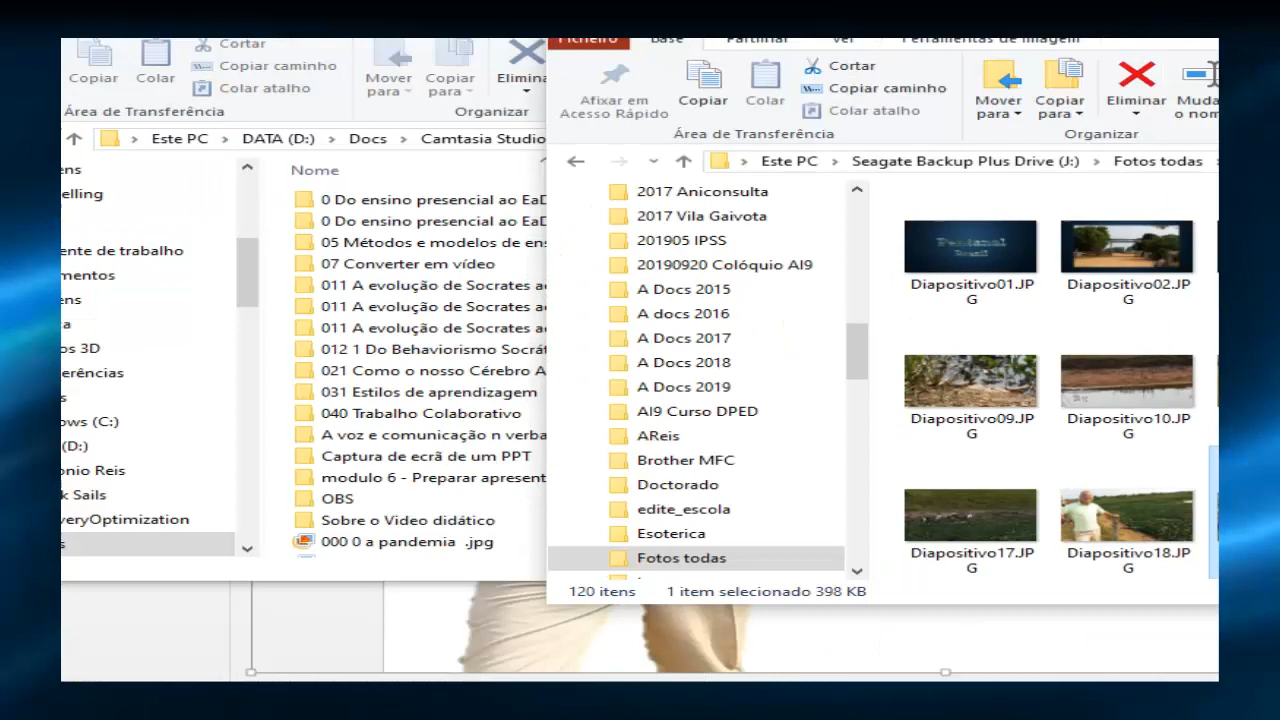 Cortar
Copiar caminho
Colar atalho
Copiar
Colar
Mover para
Copiar para
Elimina
Área de Transferência
Organizar
Este PC > DATA (D:) > Docs > Camtasia Studio
ens
elling
ente de trabalho
mentos
ens
a
os 3D
erências
s
ows (C:)
(D:)
onio Reis
k Sails
veryOptimization
s
Nome
0 Do ensino presencial ao EaD
0 Do ensino presencial ao EaD
05 Métodos e modelos de ens
07 Converter em vídeo
011 A evolução de Socrates ao
011 A evolução de Socrates ao
011 A evolução de Socrates ao
012 1 Do Behaviorismo Socrát
021 Como o nosso Cérebro A
031 Estilos de aprendizagem
040 Trabalho Colaborativo
A voz e comunicação n verba
Captura de ecrã de um PPT
modulo 6 - Preparar apresent
OBS
Sobre o Video didático
000 0 a pandemia .jpg
Ficheiro Base Partilhar Ver Ferramentas de Imagem
Afixar em
Acesso Rápido
Copiar
Colar
Cortar
Copiar caminho
Colar atalho
Mover para
Copiar para
Eliminar
Muda
o nom
Área de Transferência
Organizar
Este PC > Seagate Backup Plus Drive (J:) > Fotos todas >
2017 Aniconsulta
2017 Vila Gaivota
201905 IPSS
20190920 Colóquio AI9
A Docs 2015
A docs 2016
A Docs 2017
A Docs 2018
A Docs 2019
AI9 Curso DPED
AReis
Brother MFC
Doctorado
edite_escola
Esoterica
Fotos todas
Pantanal
Brasil
Diapositivo01.JPG
Diapositivo02.JPG
Diapositivo09.JPG
Diapositivo10.JPG
Diapositivo17.JPG
Diapositivo18.JPG
120 itens 1 item selecionado 398 KB